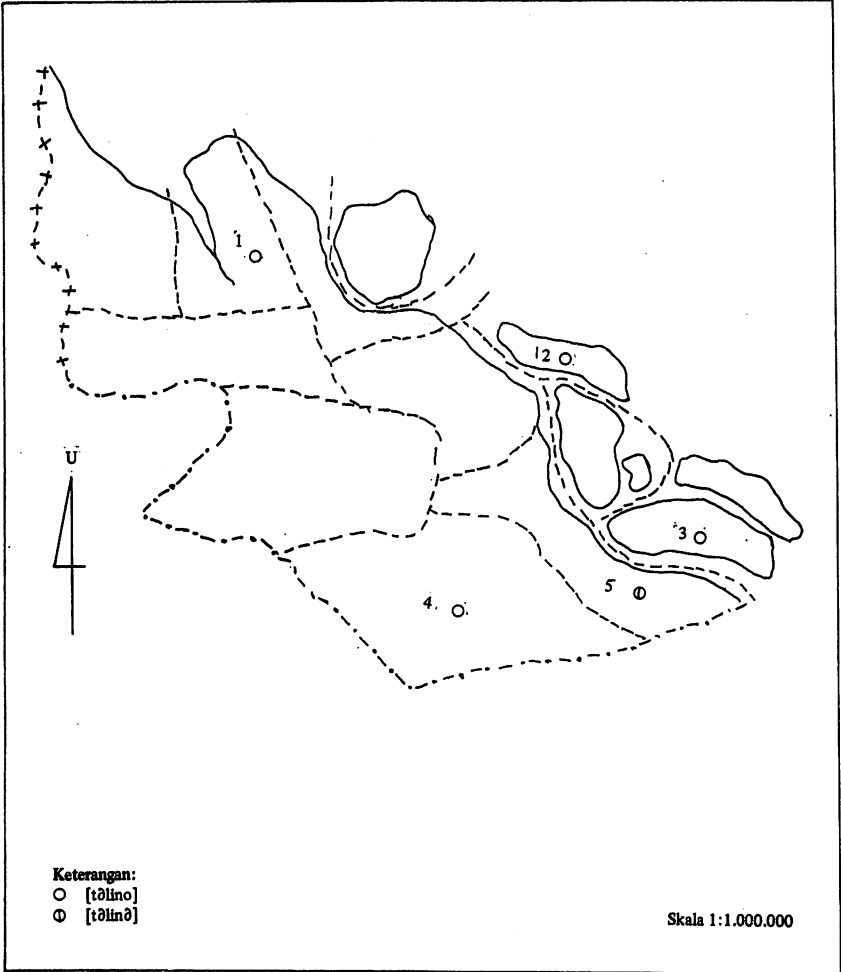 1
12
U
3
5
4
Keterangan:
[tƏlino]
[tƏlinƏ]
Skala 1:1.000.000